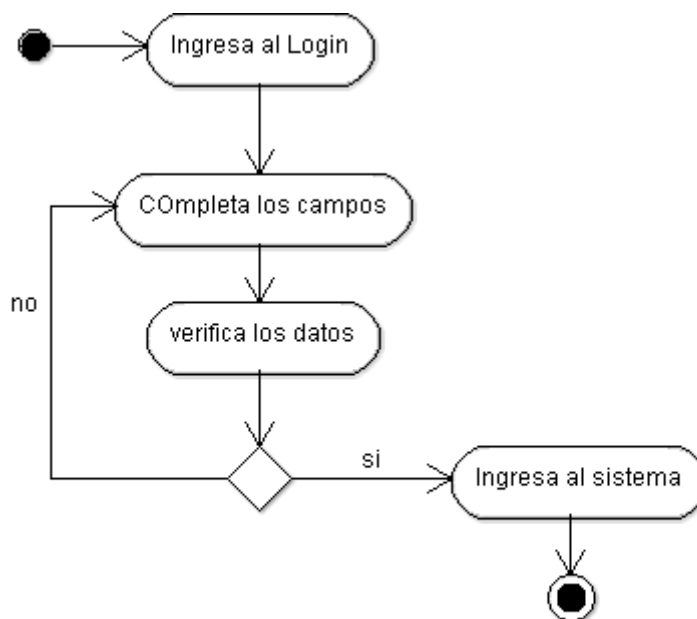 Ingresa al Login
COmpleta los campos
no
verifica los datos
si
Ingresa al sistema